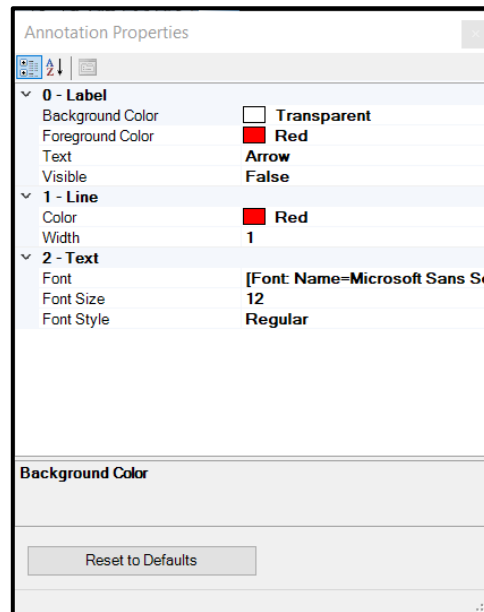 Annotation Properties
0 - Label
Background Color Transparent
Foreground Color Red
Text Arrow
Visible False
1 - Line
Color Red
Width 1
2 - Text
Font [Font: Name=Microsoft Sans Se
Font Size 12
Font Style Regular
Background Color
Reset to Defaults